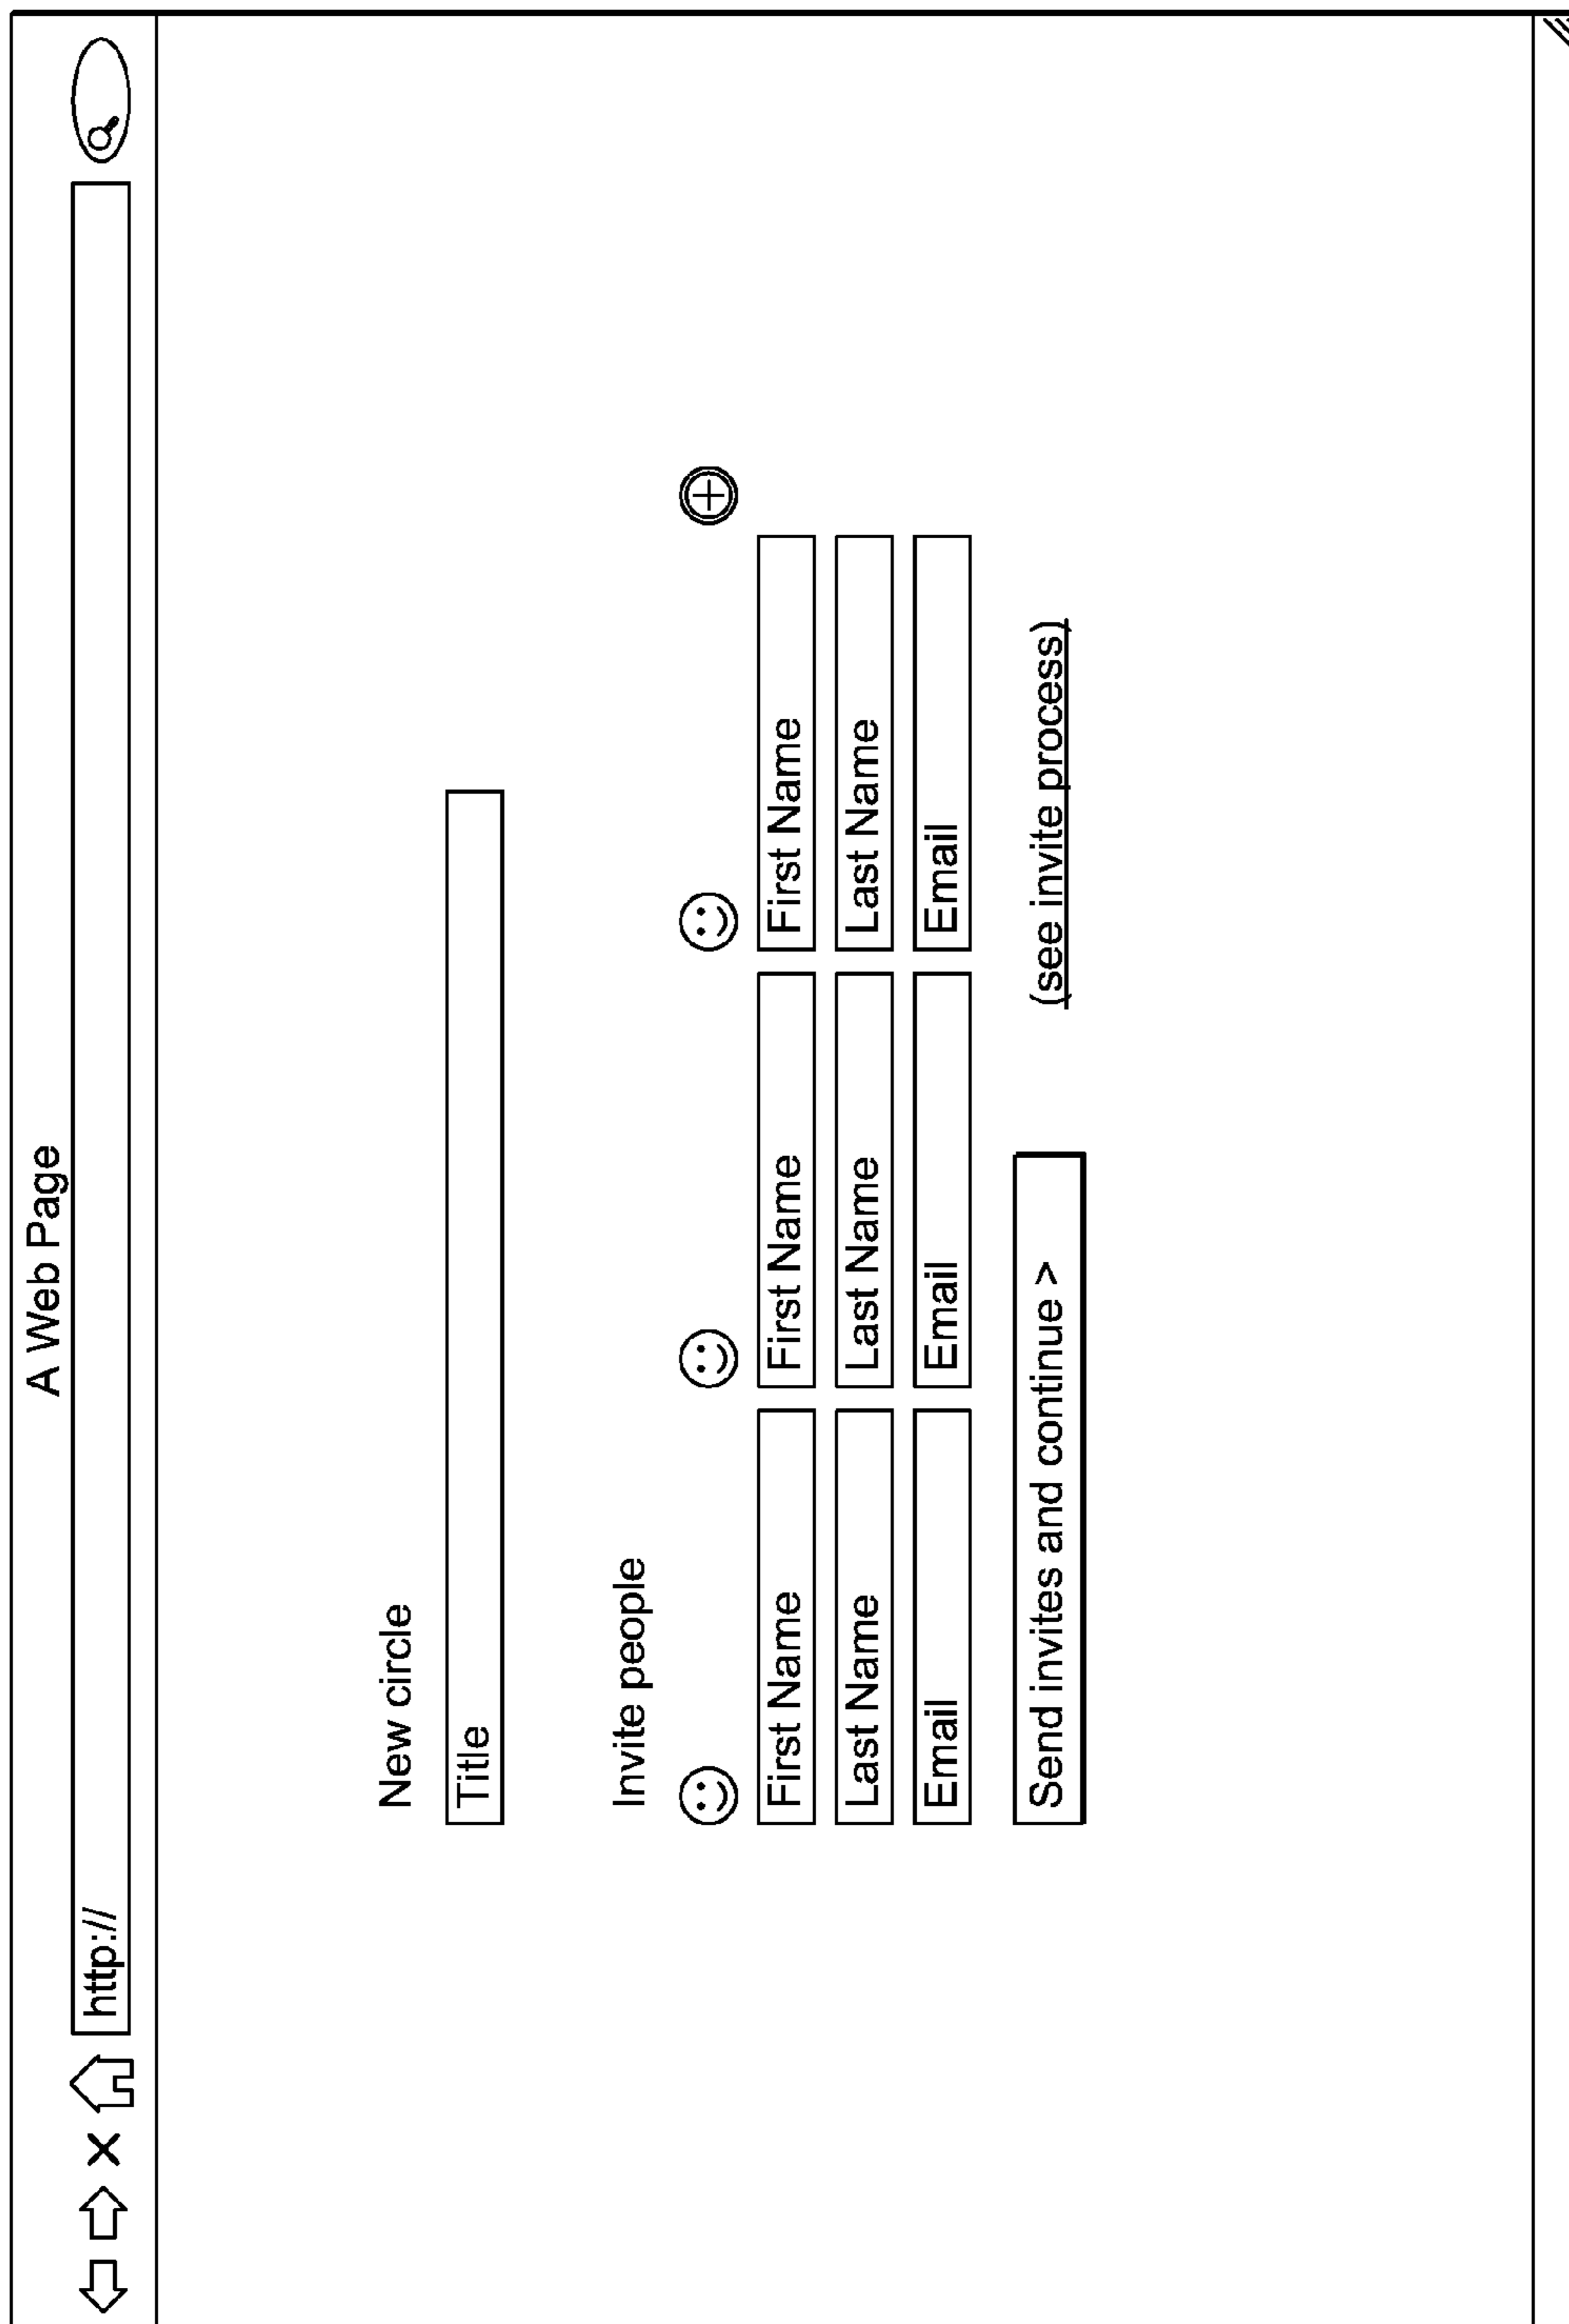 A Web Page
http://
New circle
Title
Invite people
First Name First Name First Name
Last Name Last Name Last Name
Email Email Email
Send invites and continue > (see invite process)